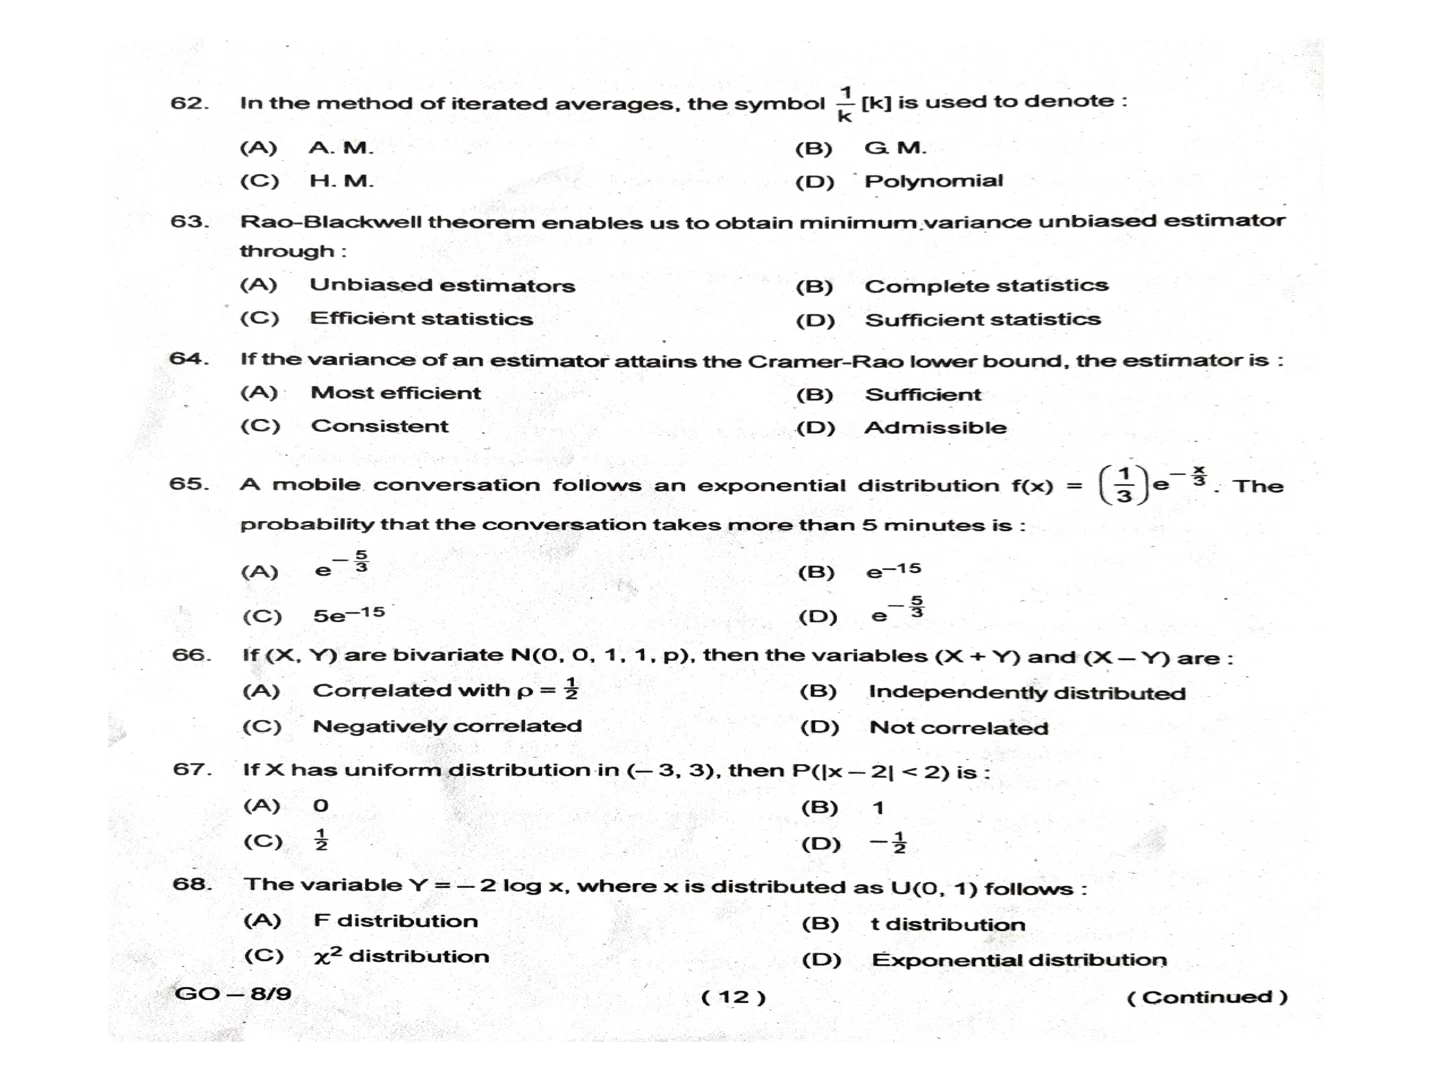 62. In the method of iterated averages, the symbol 1/k [k] is used to denote :
(A) A. M. (B) G. M.
(C) H. M. (D) Polynomial
63. Rao-Blackwell theorem enables us to obtain minimum variance unbiased estimator
through :
(A) Unbiased estimators (B) Complete statistics
(C) Efficient statistics (D) Sufficient statistics
64. If the variance of an estimator attains the Cramer-Rao lower bound, the estimator is :
(A) Most efficient (B) Sufficient
(C) Consistent (D) Admissible
65. A mobile conversation follows an exponential distribution f(x) = (1/3)e^(– x/3). The
probability that the conversation takes more than 5 minutes is :
(A) e^(– 5/3) (B) e^(–15)
(C) 5e^(–15) (D) e^(– 5/3)
66. If (X, Y) are bivariate N(0, 0, 1, 1, p), then the variables (X + Y) and (X – Y) are :
(A) Correlated with ρ = 1/2 (B) Independently distributed
(C) Negatively correlated (D) Not correlated
67. If X has uniform distribution in (– 3, 3), then P(|x – 2| < 2) is :
(A) 0 (B) 1
(C) 1/2 (D) – 1/2
68. The variable Y = – 2 log x, where x is distributed as U(0, 1) follows :
(A) F distribution (B) t distribution
(C) χ² distribution (D) Exponential distribution
GO – 8/9 ( 12 ) ( Continued )